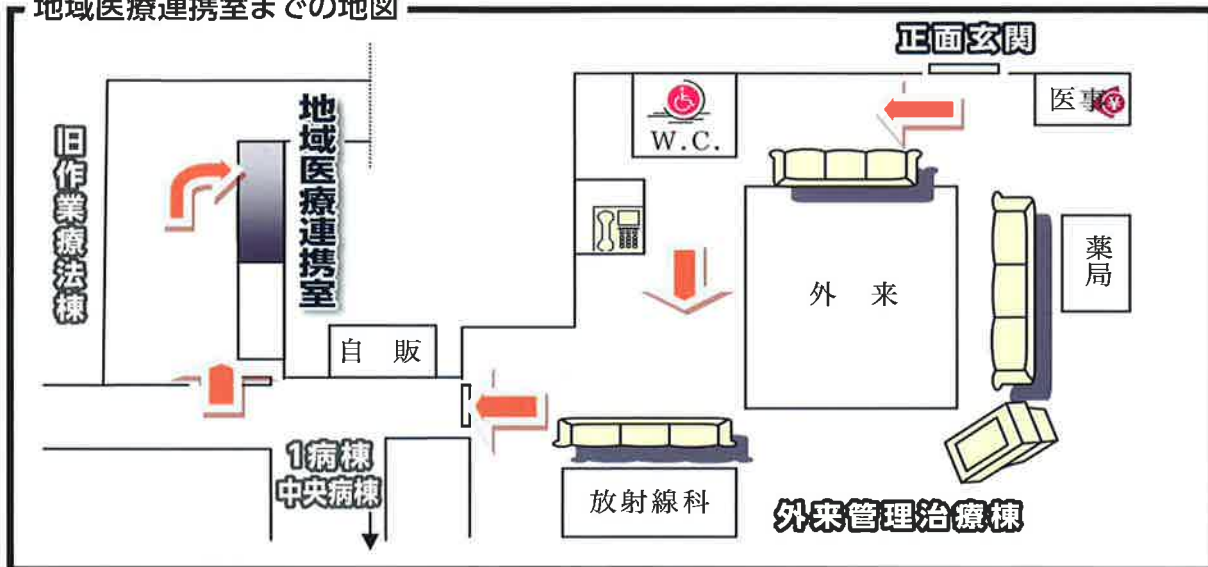 地域医療連携室までの地図
正面玄関
医事
¥
W.C.
旧作業療法棟
地域医療連携室
薬局
外 来
自 販
1病棟
中央病棟
放射線科
外来管理治療棟